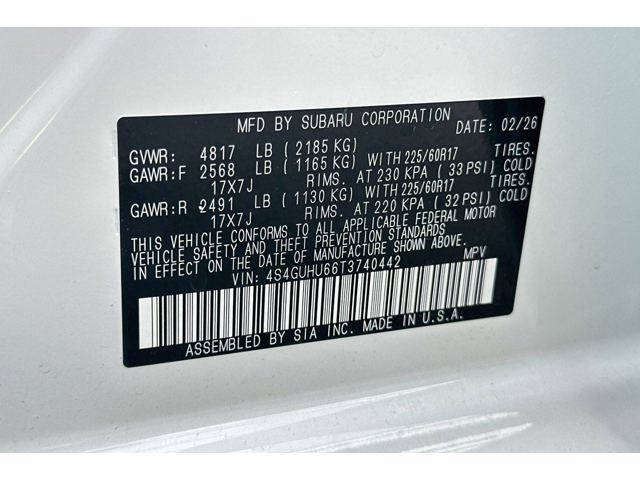 MFD BY SUBARU CORPORATION DATE: 02/26
GVWR: 4817 LB ( 2185 KG)
GAWR:F 2568 LB ( 1165 KG) WITH 225/60R17 TIRES.
17X7J RIMS. AT 230 KPA ( 33 PSI) COLD
GAWR:R 2491 LB ( 1130 KG) WITH 225/60R17 TIRES.
17X7J RIMS. AT 220 KPA ( 32 PSI) COLD
THIS VEHICLE CONFORMS TO ALL APPLICABLE FEDERAL MOTOR
VEHICLE SAFETY, BUMPER, AND THEFT PREVENTION STANDARDS
IN EFFECT ON THE DATE OF MANUFACTURE SHOWN ABOVE.
VIN: 4S4GUHU66T3740442 MPV
ASSEMBLED BY SIA INC. MADE IN U.S.A.